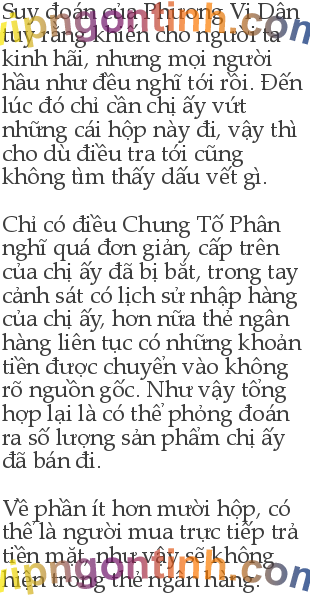 Suy đoán của Phương Vi Dân
tuy rằng khiến cho người ta
kinh hãi, nhưng mọi người
hầu như đều nghĩ tới rồi. Đến
lúc đó chỉ cần chị ấy vứt
những cái hộp này đi, vậy thì
cho dù điều tra tới cũng
không tìm thấy dấu vết gì.
Chỉ có điều Chung Tố Phân
nghĩ quá đơn giản, cấp trên
của chị ấy đã bị bắt, trong tay
cảnh sát có lịch sử nhập hàng
của chị ấy, hơn nữa thẻ ngân
hàng liên tục có những khoản
tiền được chuyển vào không
rõ nguồn gốc. Như vậy tổng
hợp lại là có thể phỏng đoán
ra số lượng sản phẩm chị ấy
đã bán đi.
Về phần ít hơn mười hộp, có
thể là người mua trực tiếp trả
tiền mặt, như vậy sẽ không
hiện trong thẻ ngân hàng.